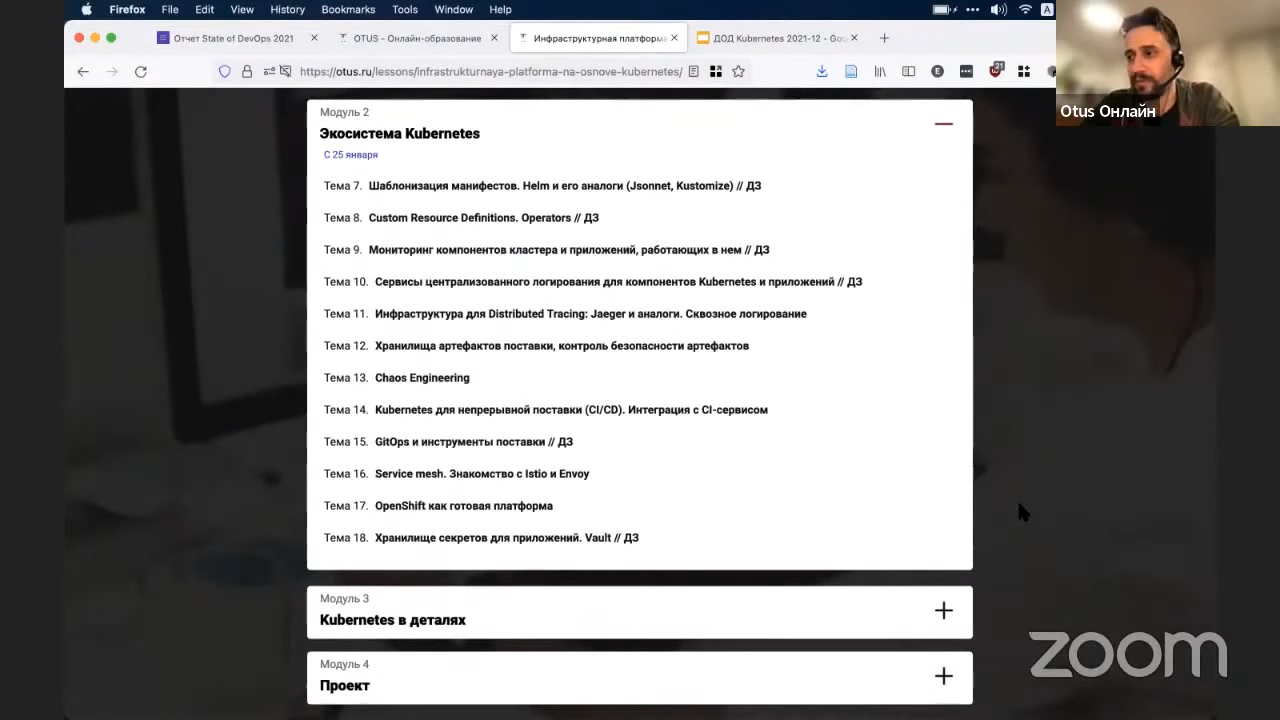 Firefox File Edit View History Bookmarks Tools Window Help
A
Отчет State of DevOps 2021
OTUS - Онлайн-образование
Инфраструктурная платформа
ДОД Kubernetes 2021-12 - Goo
https://otus.ru/lessons/infrastrukturnaya-platforma-na-osnove-kubernetes/
E
21
Otus Онлайн
Модуль 2
Экосистема Kubernetes
С 25 января
Тема 7. Шаблонизация манифестов. Helm и его аналоги (Jsonnet, Kustomize) // ДЗ
Тема 8. Custom Resource Definitions. Operators // ДЗ
Тема 9. Мониторинг компонентов кластера и приложений, работающих в нем // ДЗ
Тема 10. Сервисы централизованного логирования для компонентов Kubernetes и приложений // ДЗ
Тема 11. Инфраструктура для Distributed Tracing: Jaeger и аналоги. Сквозное логирование
Тема 12. Хранилища артефактов поставки, контроль безопасности артефактов
Тема 13. Chaos Engineering
Тема 14. Kubernetes для непрерывной поставки (CI/CD). Интеграция с CI-сервисом
Тема 15. GitOps и инструменты поставки // ДЗ
Тема 16. Service mesh. Знакомство с Istio и Envoy
Тема 17. OpenShift как готовая платформа
Тема 18. Хранилище секретов для приложений. Vault // ДЗ
Модуль 3
Kubernetes в деталях
Модуль 4
Проект
zoom